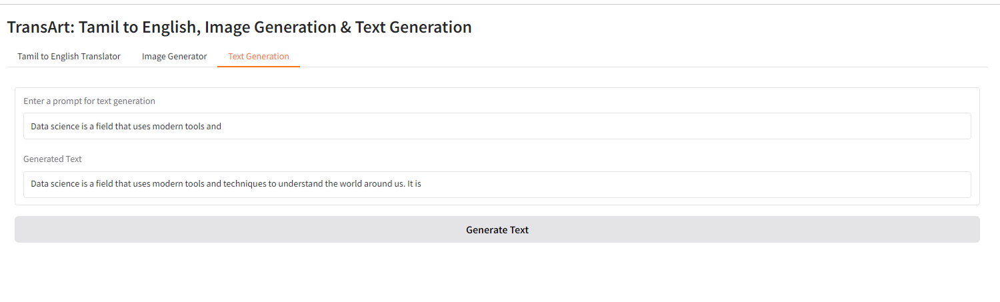 TransArt: Tamil to English, Image Generation & Text Generation
Tamil to English Translator
Image Generator
Text Generation
Enter a prompt for text generation
Data science is a field that uses modern tools and
Generated Text
Data science is a field that uses modern tools and techniques to understand the world around us. It is
Generate Text